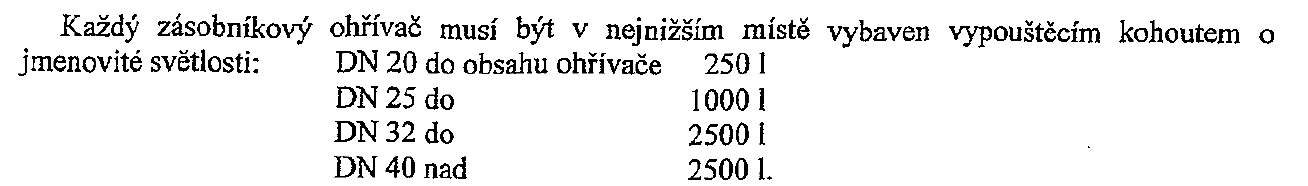 Každý zásobníkový ohřívač musí být v nejnižším místě vybaven vypouštěcím kohoutem o
jmenovité světlosti: DN 20 do obsahu ohřívače 250 l
DN 25 do 1000 l
DN 32 do 2500 l
DN 40 nad 2500 l.